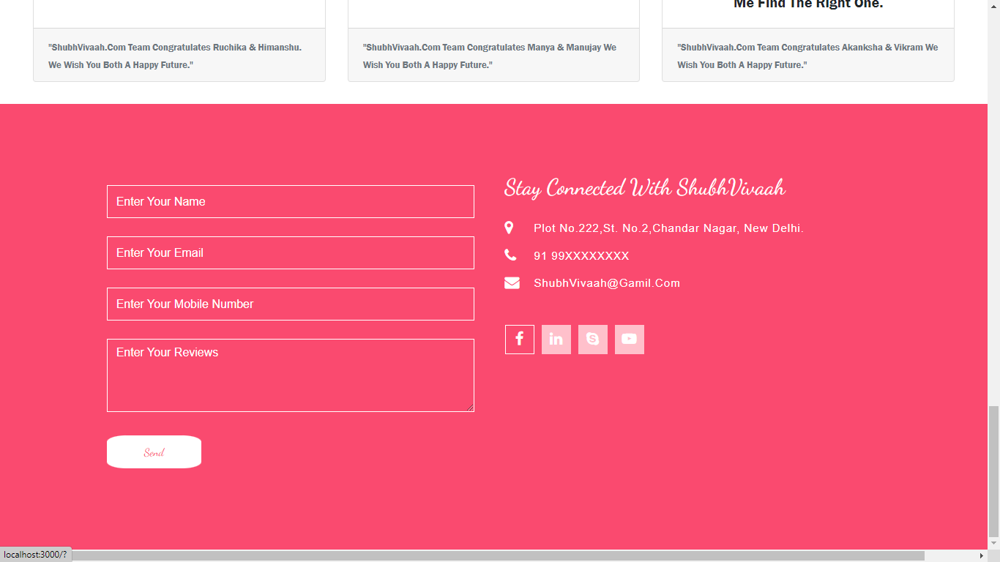 Me Find The Right One.
"ShubhVivaah.Com Team Congratulates Ruchika & Himanshu.
We Wish You Both A Happy Future."
"ShubhVivaah.Com Team Congratulates Manya & Manujay We
Wish You Both A Happy Future."
"ShubhVivaah.Com Team Congratulates Akanksha & Vikram We
Wish You Both A Happy Future."
Enter Your Name
Enter Your Email
Enter Your Mobile Number
Enter Your Reviews
Send
Stay Connected With ShubhVivaah
Plot No.222,St. No.2,Chandar Nagar, New Delhi.
91 99XXXXXXXX
ShubhVivaah@Gamil.Com
localhost:3000/?